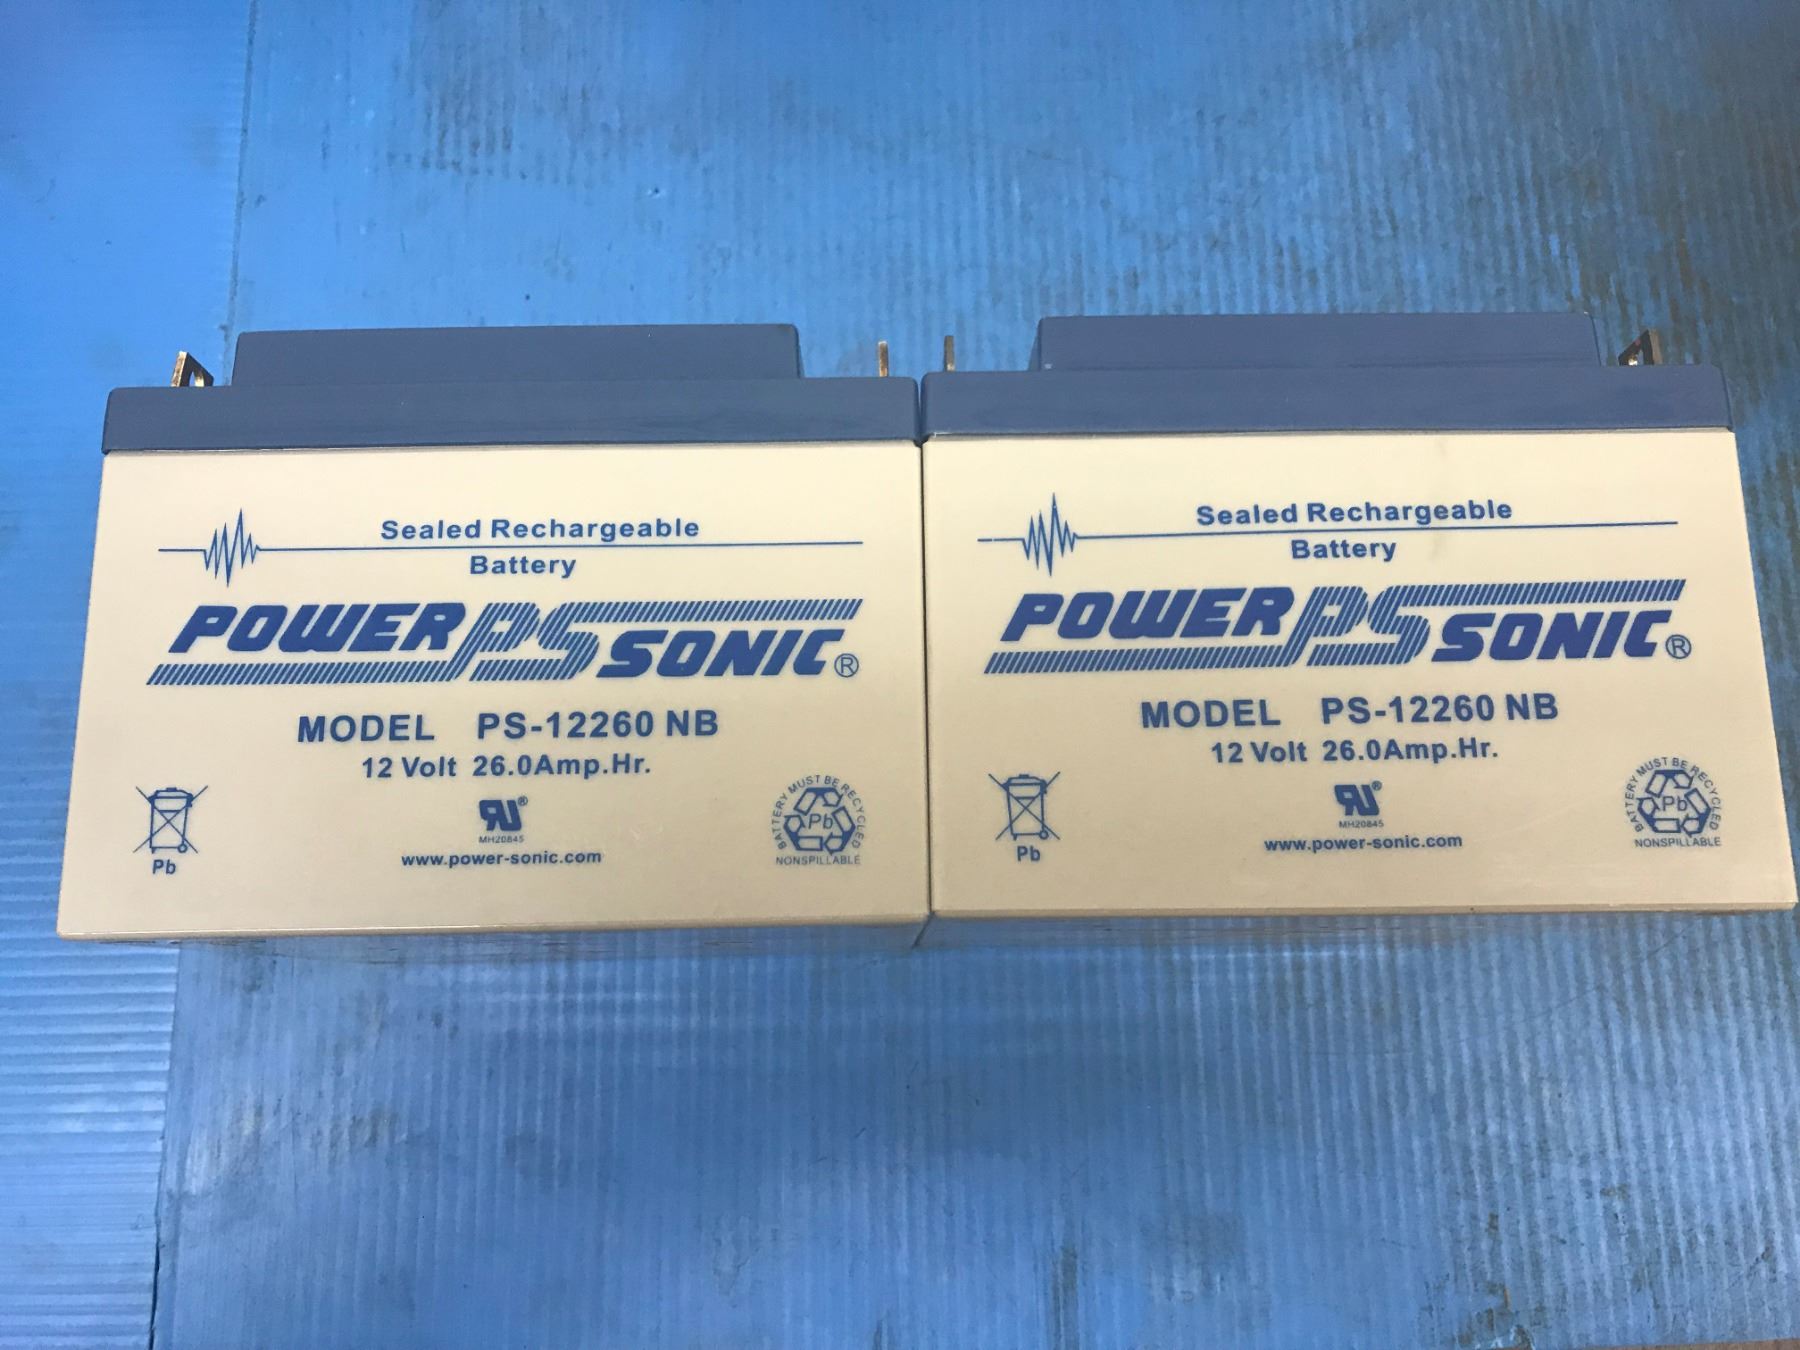 Sealed Rechargeable
Battery
POWER PS SONIC®
MODEL PS-12260 NB
12 Volt 26.0Amp.Hr.
Pb
RU®
MH20845
www.power-sonic.com
BATTERY MUST BE RECYCLED
Pb
NONSPILLABLE
Sealed Rechargeable
Battery
POWER PS SONIC®
MODEL PS-12260 NB
12 Volt 26.0Amp.Hr.
Pb
RU®
MH20845
www.power-sonic.com
BATTERY MUST BE RECYCLED
Pb
NONSPILLABLE